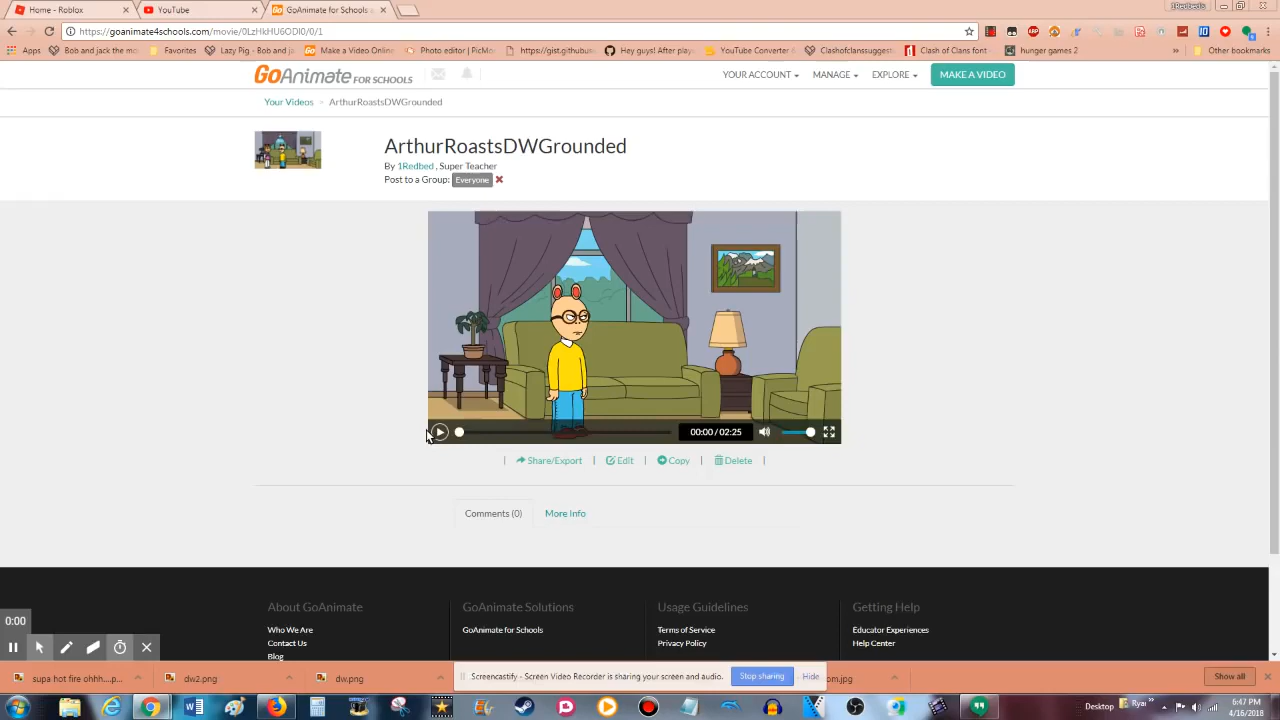 Home - Roblox
YouTube
GoAnimate for Schools
1Redbed
https://goanimate4schools.com/movie/0LzHkHU6ODI0/0/1
Apps
Bob and jack the mo
Favorites
Lazy Pig - Bob and
Make a Video Online
Photo editor | PicMo
https://gist.github
Hey guys! After play
YouTube Converter &
Clashofclanssuggest
Clash of Clans font
hunger games 2
Other bookmarks
GoAnimate FOR SCHOOLS
YOUR ACCOUNT
MANAGE
EXPLORE
MAKE A VIDEO
Your Videos > ArthurRoastsDWGrounded
ArthurRoastsDWGrounded
By 1Redbed , Super Teacher
Post to a Group: Everyone
00:00 / 02:25
| Share/Export | Edit | Copy | Delete |
Comments (0)
More Info
About GoAnimate
GoAnimate Solutions
Usage Guidelines
Getting Help
Who We Are
GoAnimate for Schools
Terms of Service
Educator Experiences
Contact Us
Privacy Policy
Help Center
Blog
0:00
supa hot fire ohhh....p...
dw2.png
dw.png
Screencastify - Screen Video Recorder is sharing your screen and audio.
Stop sharing
Hide
om.jpg
Show all
Desktop
Ryan
6:47 PM
4/16/2018